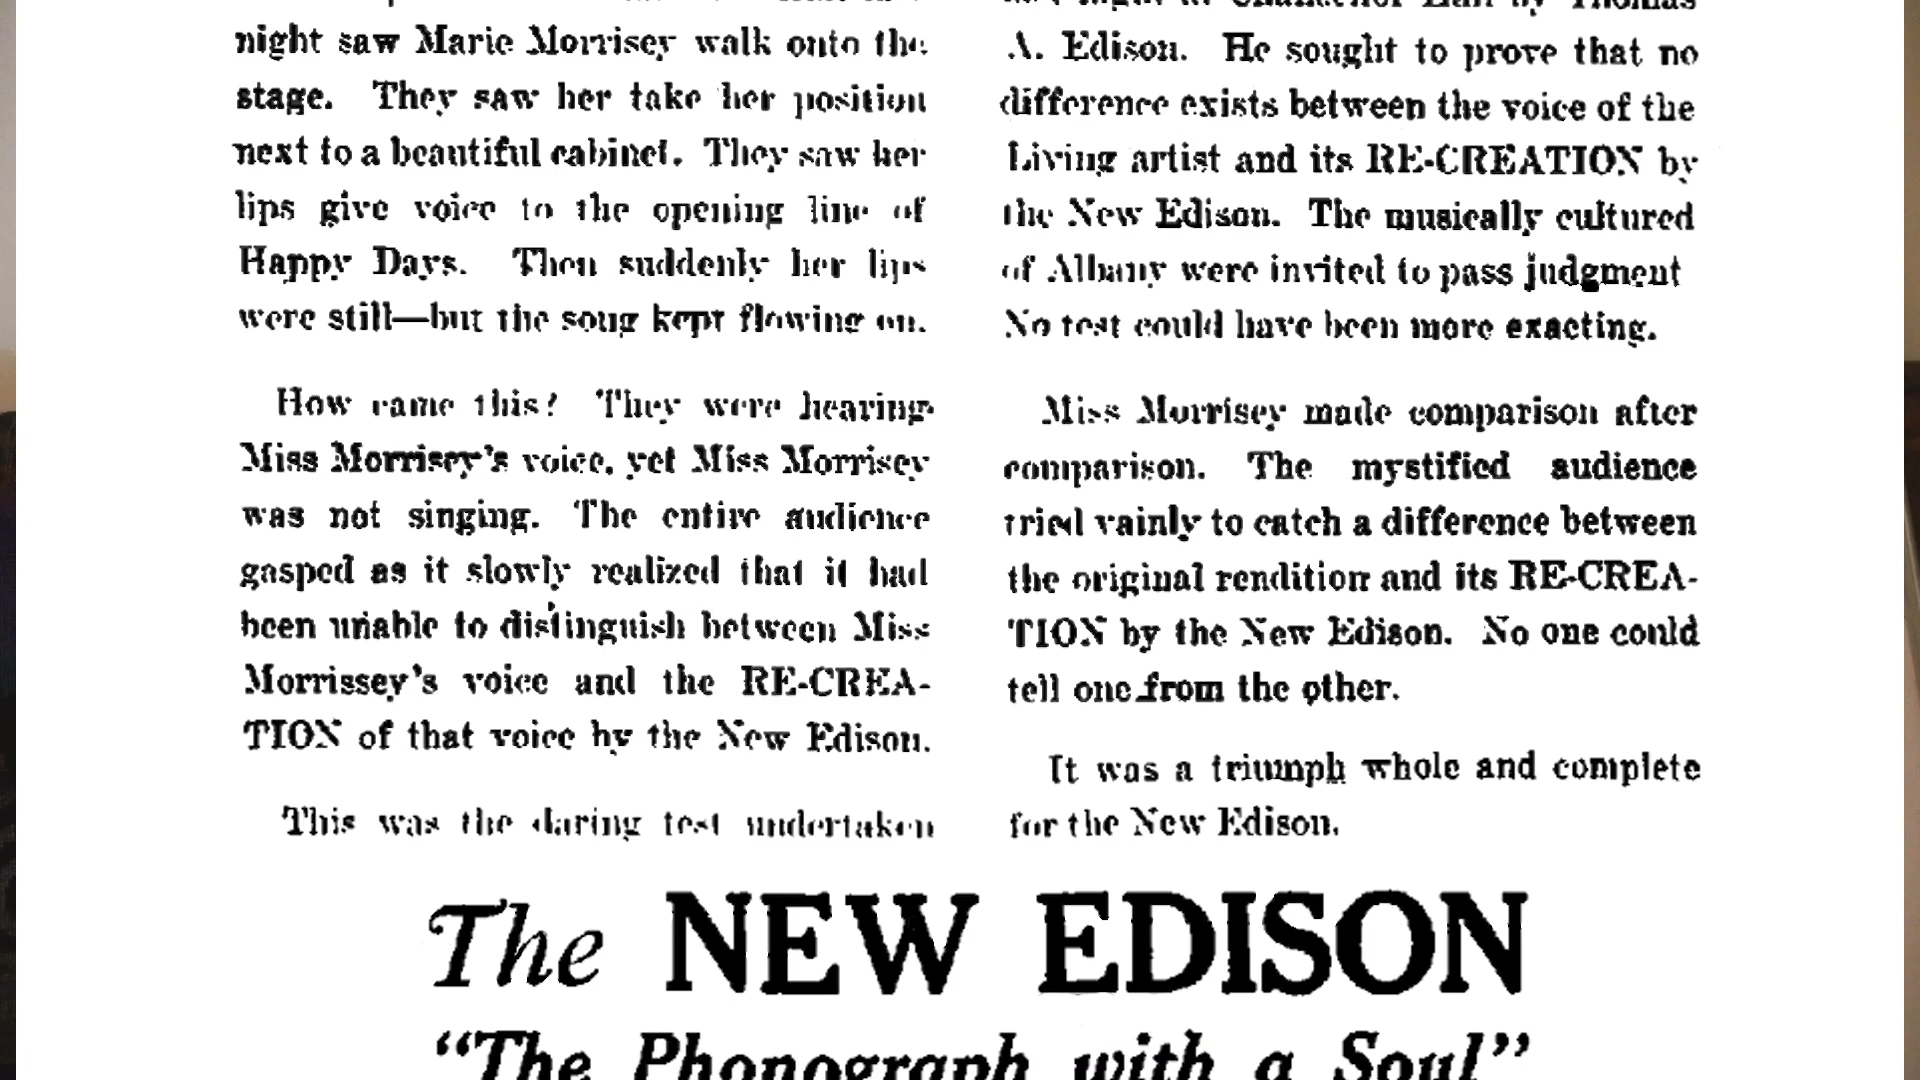 night saw Marie Morrisey walk onto the
stage. They saw her take her position
next to a beautiful cabinet. They saw her
lips give voice to the opening line of
Happy Days. Then suddenly her lips
were still—but the song kept flowing on.
How came this? They were hearing
Miss Morrisey's voice, yet Miss Morrisey
was not singing. The entire audience
gasped as it slowly realized that it had
been unable to distinguish between Miss
Morrissey's voice and the RE-CREA-
TION of that voice by the New Edison.
This was the daring test undertaken
last night in Chancellor Hall by Thomas
A. Edison. He sought to prove that no
difference exists between the voice of the
Living artist and its RE-CREATION by
the New Edison. The musically cultured
of Albany were invited to pass judgment
No test could have been more exacting.
Miss Morrisey made comparison after
comparison. The mystified audience
tried vainly to catch a difference between
the original rendition and its RE-CREA-
TION by the New Edison. No one could
tell one from the other.
It was a triumph whole and complete
for the New Edison.
The NEW EDISON
"The Phonograph with a Soul"